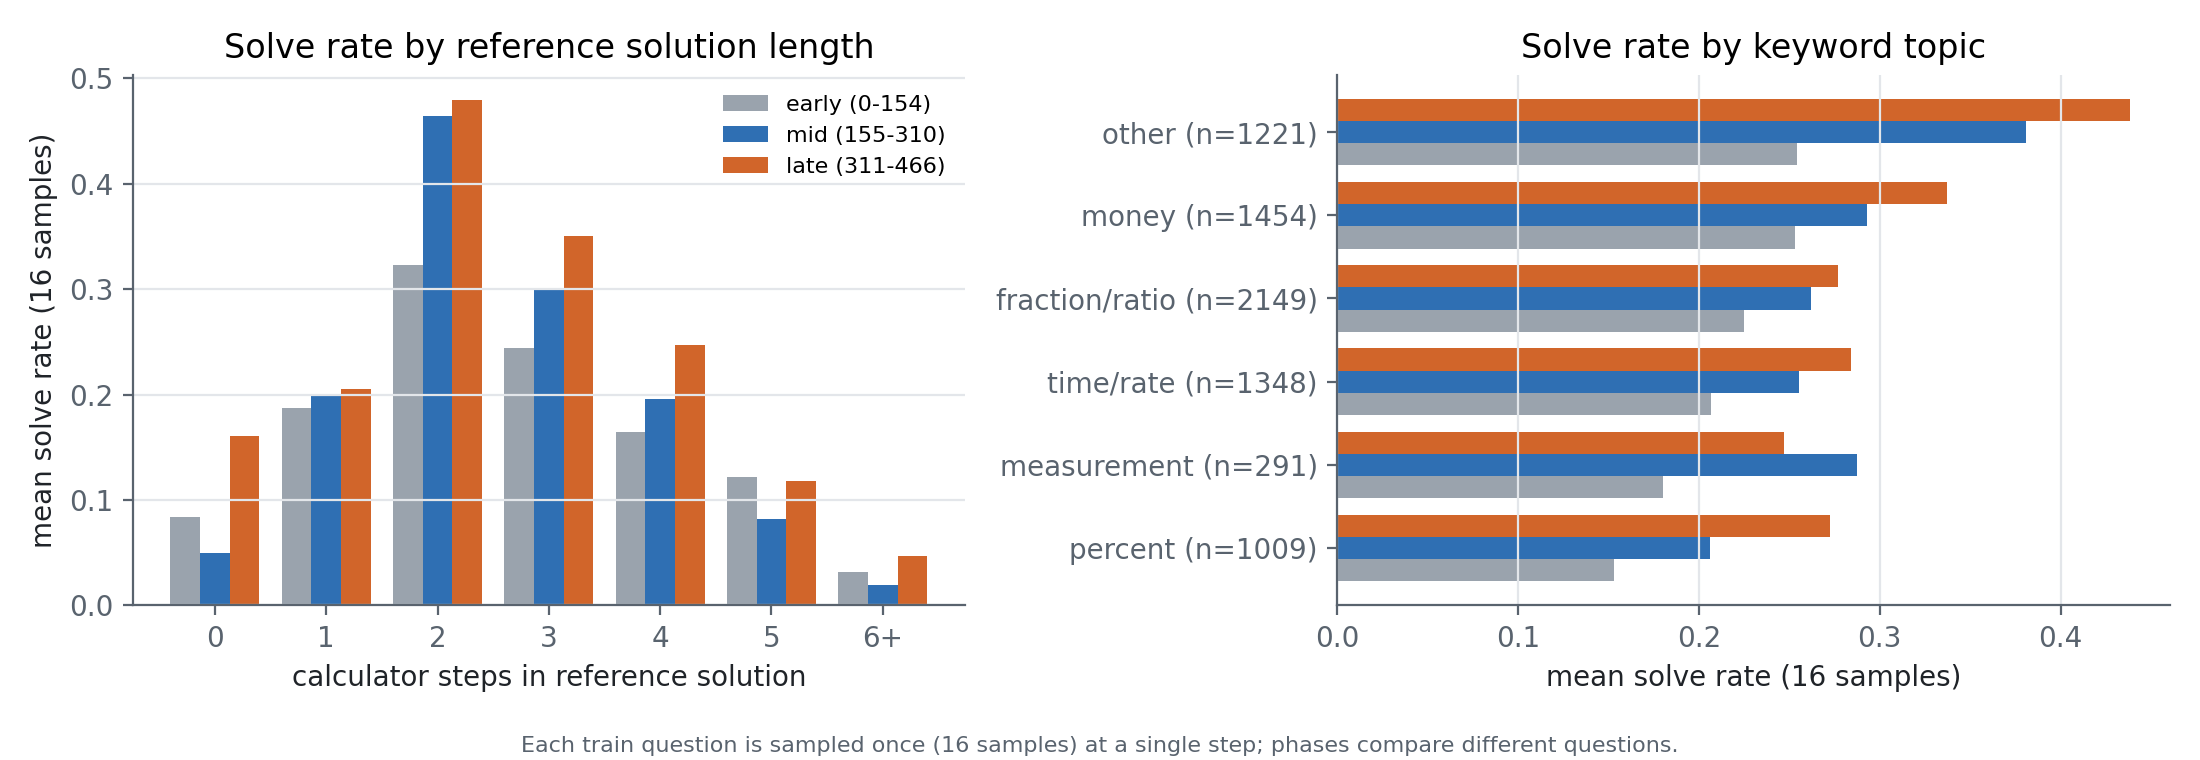 Solve rate by reference solution length
mean solve rate (16 samples)
0.5
0.4
0.3
0.2
0.1
0.0
early (0-154)
mid (155-310)
late (311-466)
0 1 2 3 4 5 6+
calculator steps in reference solution
Solve rate by keyword topic
other (n=1221)
money (n=1454)
fraction/ratio (n=2149)
time/rate (n=1348)
measurement (n=291)
percent (n=1009)
0.0 0.1 0.2 0.3 0.4
mean solve rate (16 samples)
Each train question is sampled once (16 samples) at a single step; phases compare different questions.